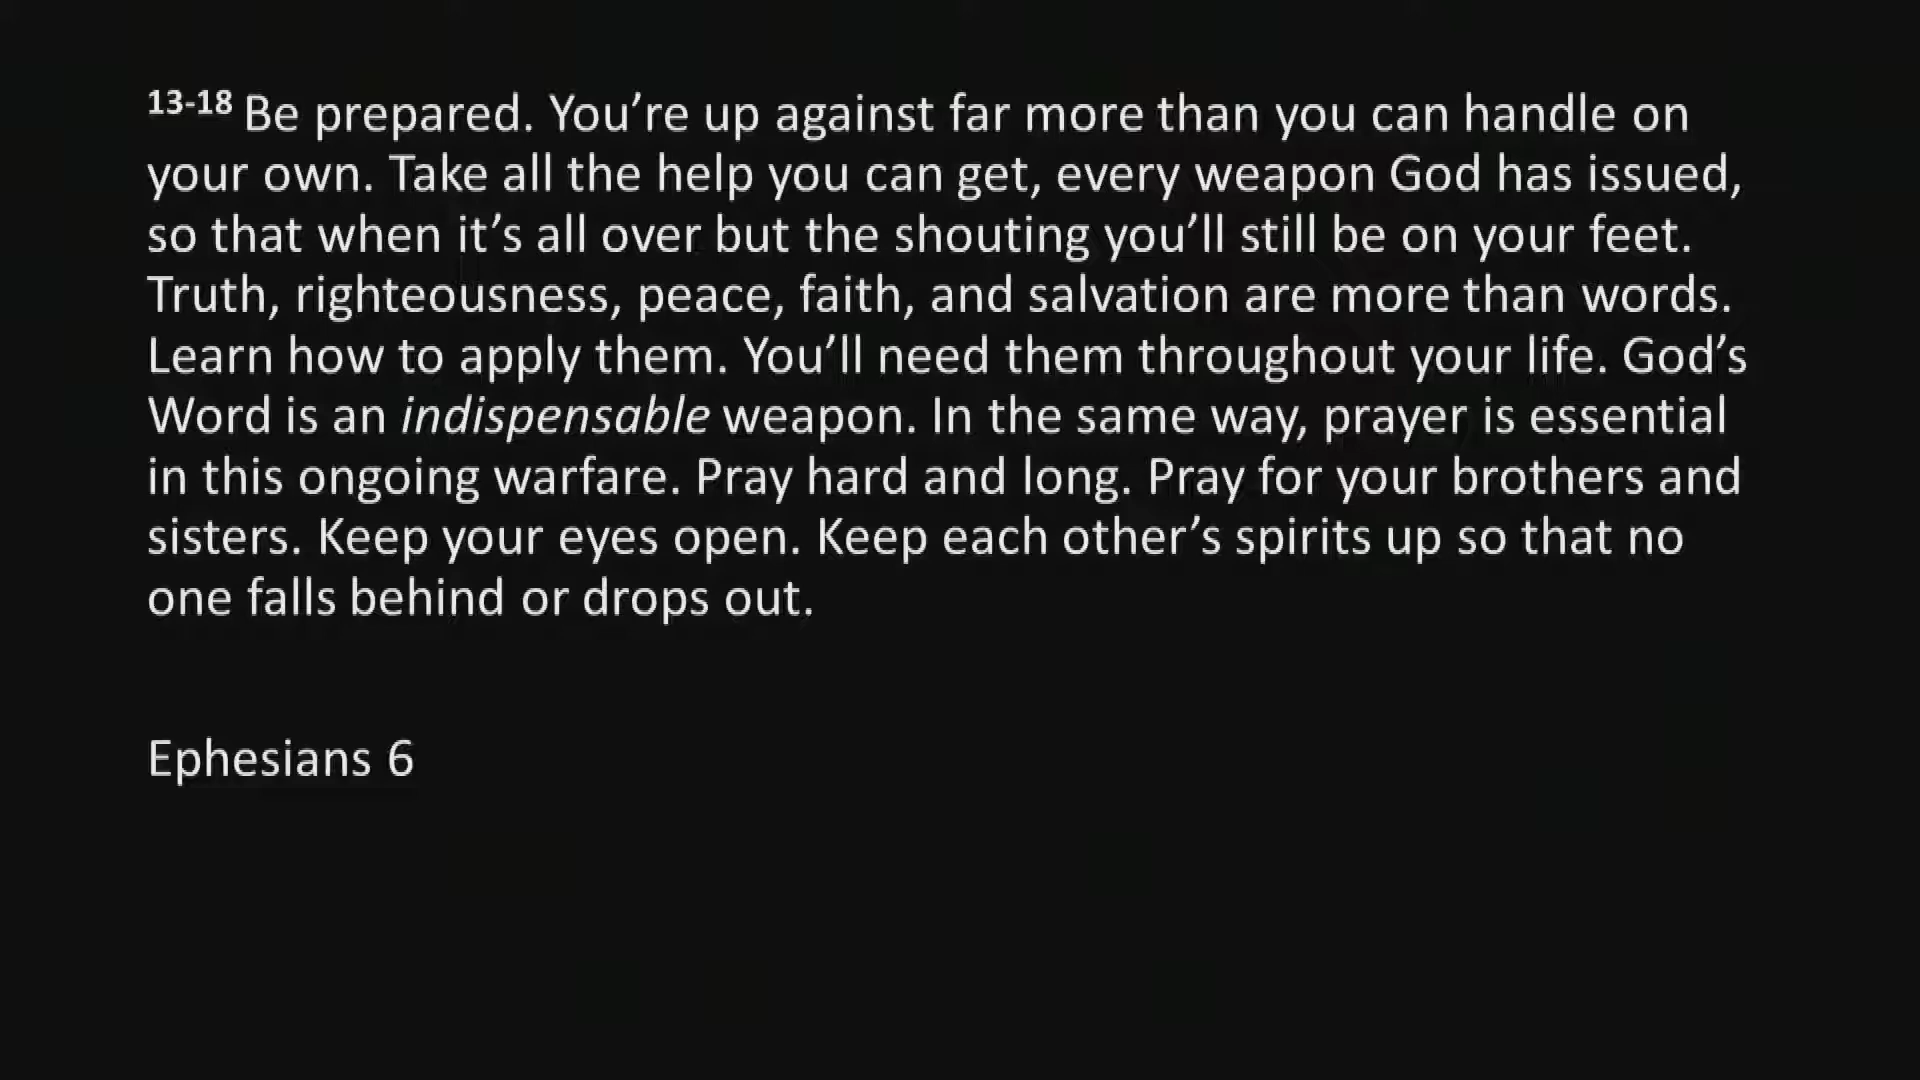 13-18 Be prepared. You’re up against far more than you can handle on
your own. Take all the help you can get, every weapon God has issued,
so that when it’s all over but the shouting you’ll still be on your feet.
Truth, righteousness, peace, faith, and salvation are more than words.
Learn how to apply them. You’ll need them throughout your life. God’s
Word is an indispensable weapon. In the same way, prayer is essential
in this ongoing warfare. Pray hard and long. Pray for your brothers and
sisters. Keep your eyes open. Keep each other’s spirits up so that no
one falls behind or drops out.
Ephesians 6